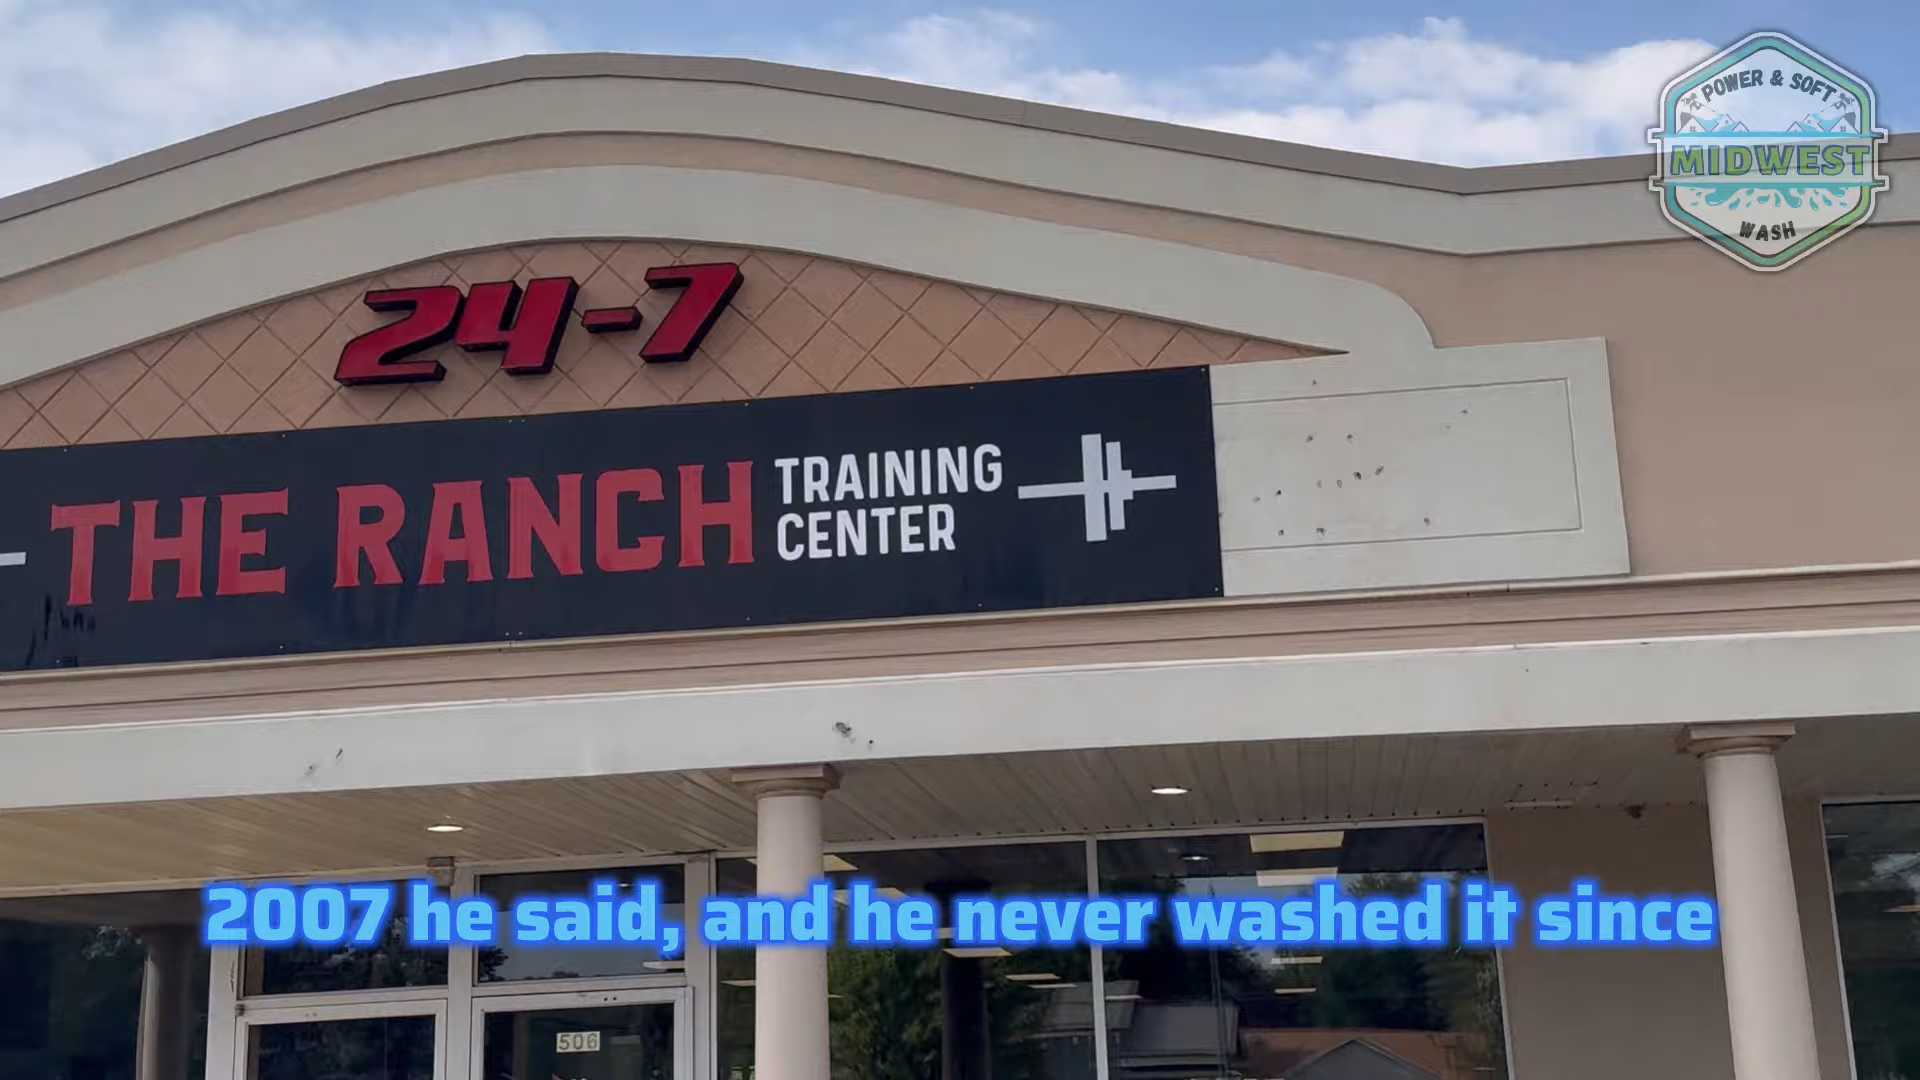 POWER & SOFT
MIDWEST
WASH
24-7
THE RANCH
TRAINING
CENTER
506
2007 he said, and he never washed it since